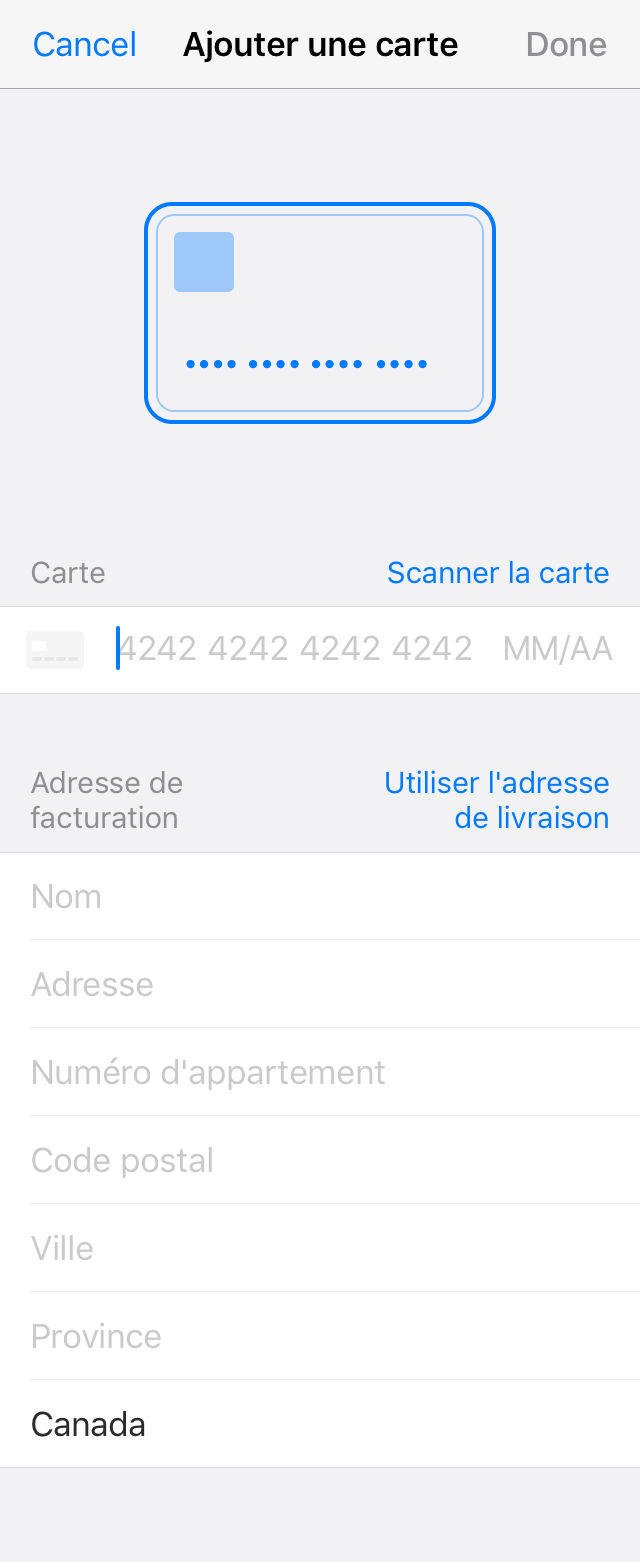 Cancel Ajouter une carte Done
Carte Scanner la carte
4242 4242 4242 4242 MM/AA
Adresse de Utiliser l'adresse
facturation de livraison
Nom
Adresse
Numéro d'appartement
Code postal
Ville
Province
Canada